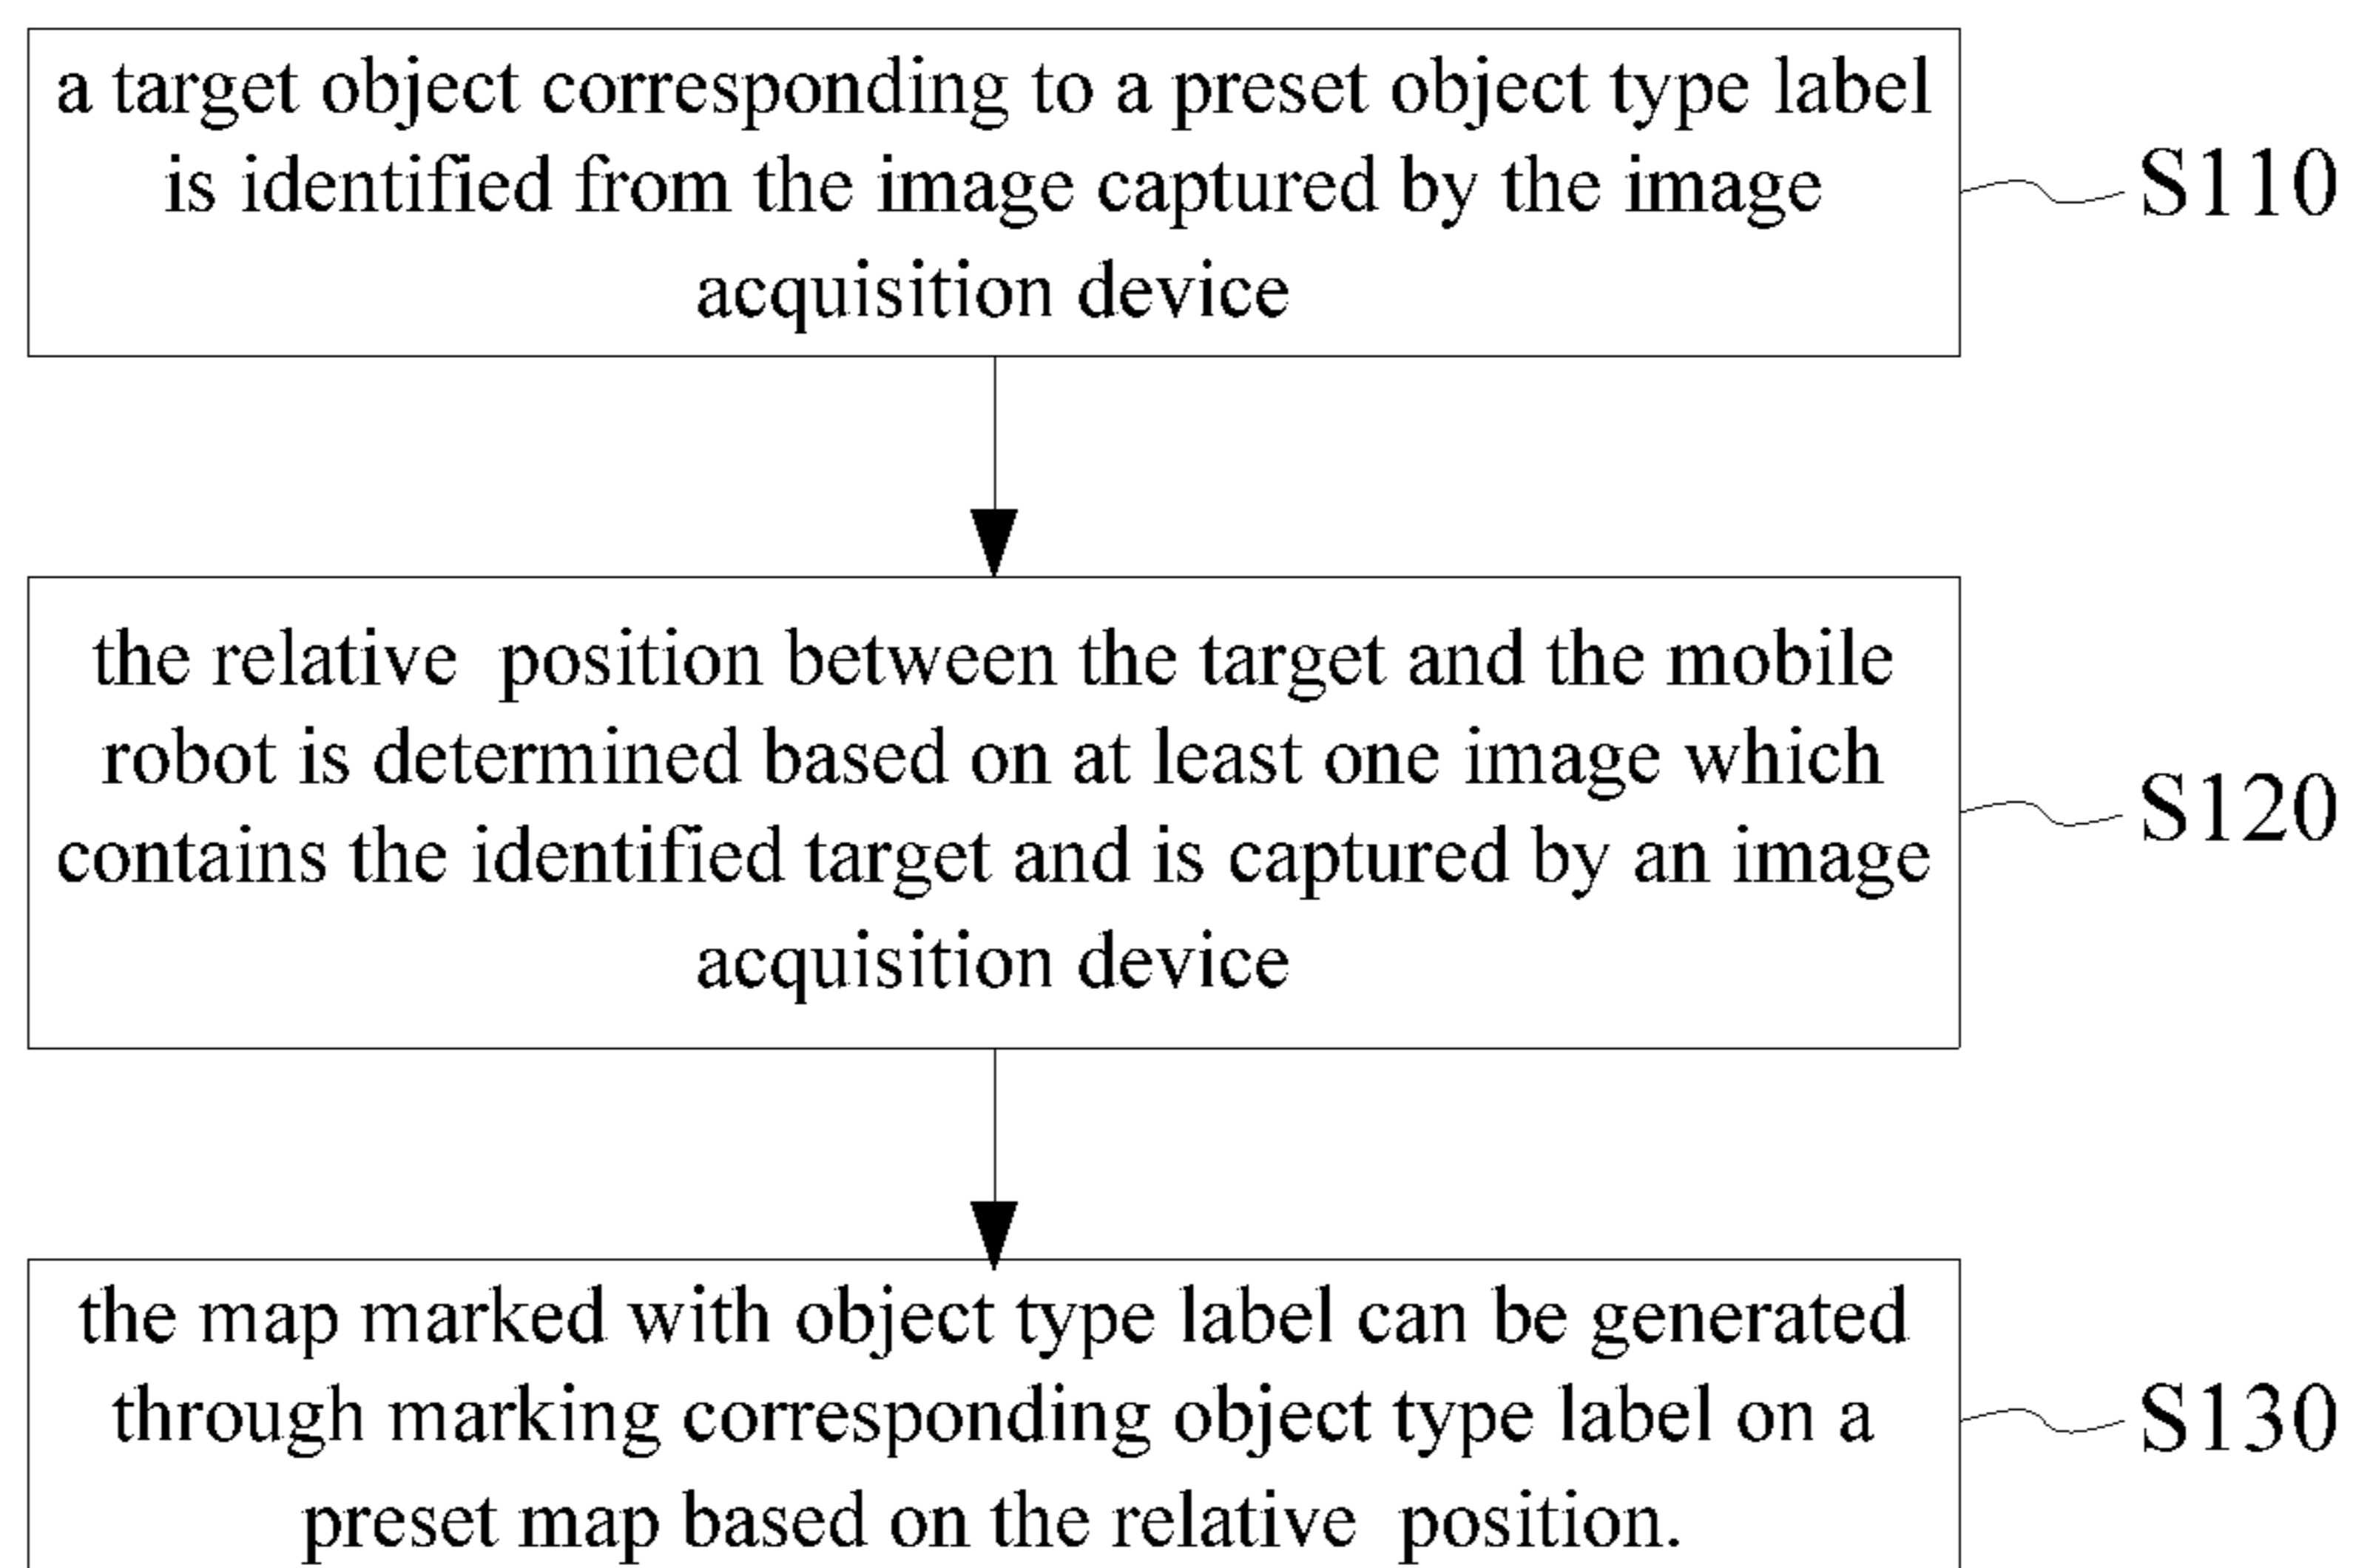 a target object corresponding to a preset object type label
is identified from the image captured by the image
acquisition device
S110
the relative position between the target and the mobile
robot is determined based on at least one image which
contains the identified target and is captured by an image
acquisition device
S120
the map marked with object type label can be generated
through marking corresponding object type label on a
preset map based on the relative position.
S130